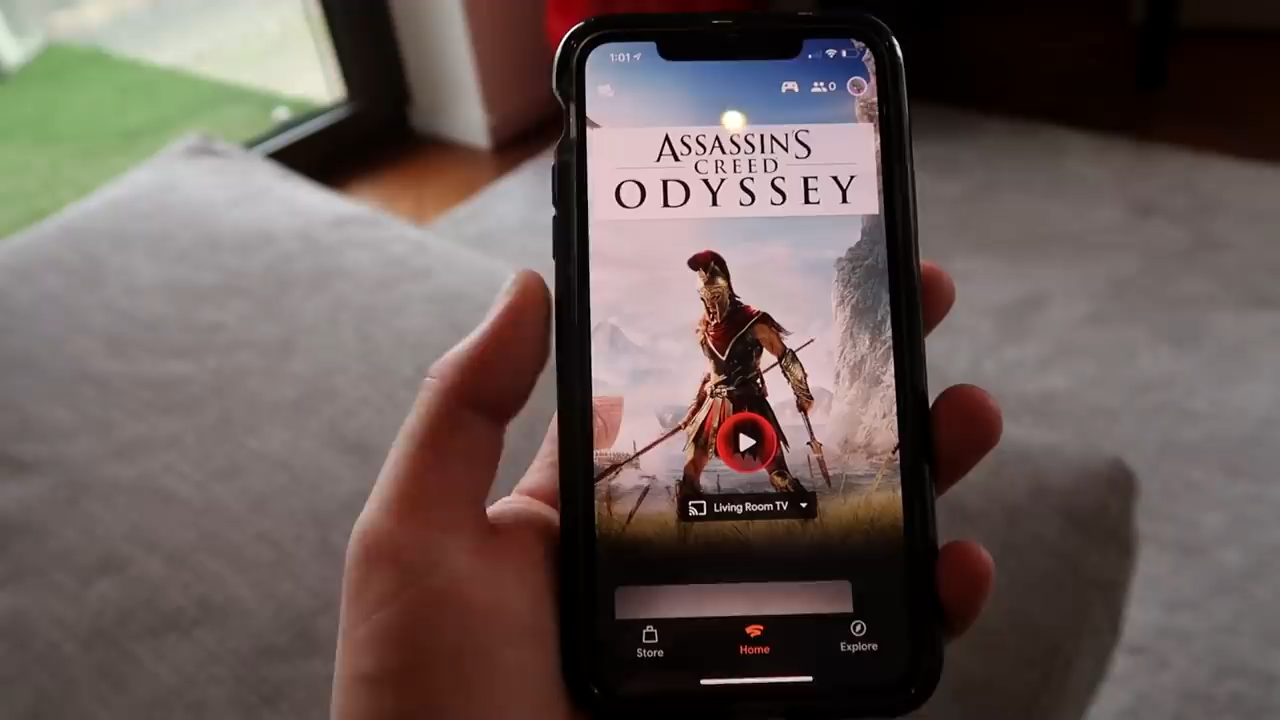 1:01
0
ASSASSIN'S
CREED
ODYSSEY
Living Room TV
Store
Home
Explore